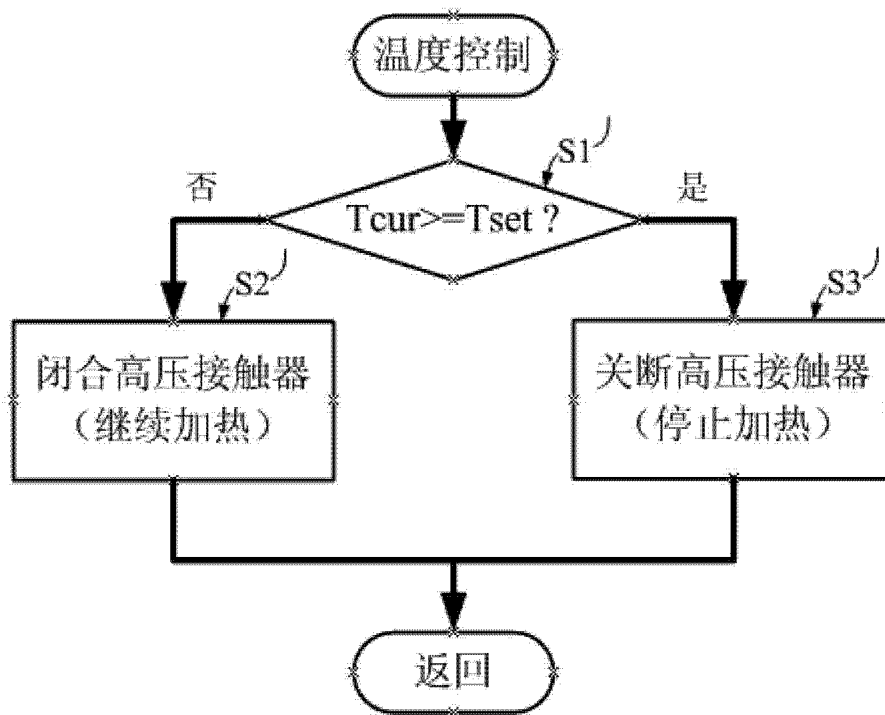 温度控制
S1
否
是
Tcur>=Tset？
S2
S3
闭合高压接触器
（继续加热）
关断高压接触器
（停止加热）
返回